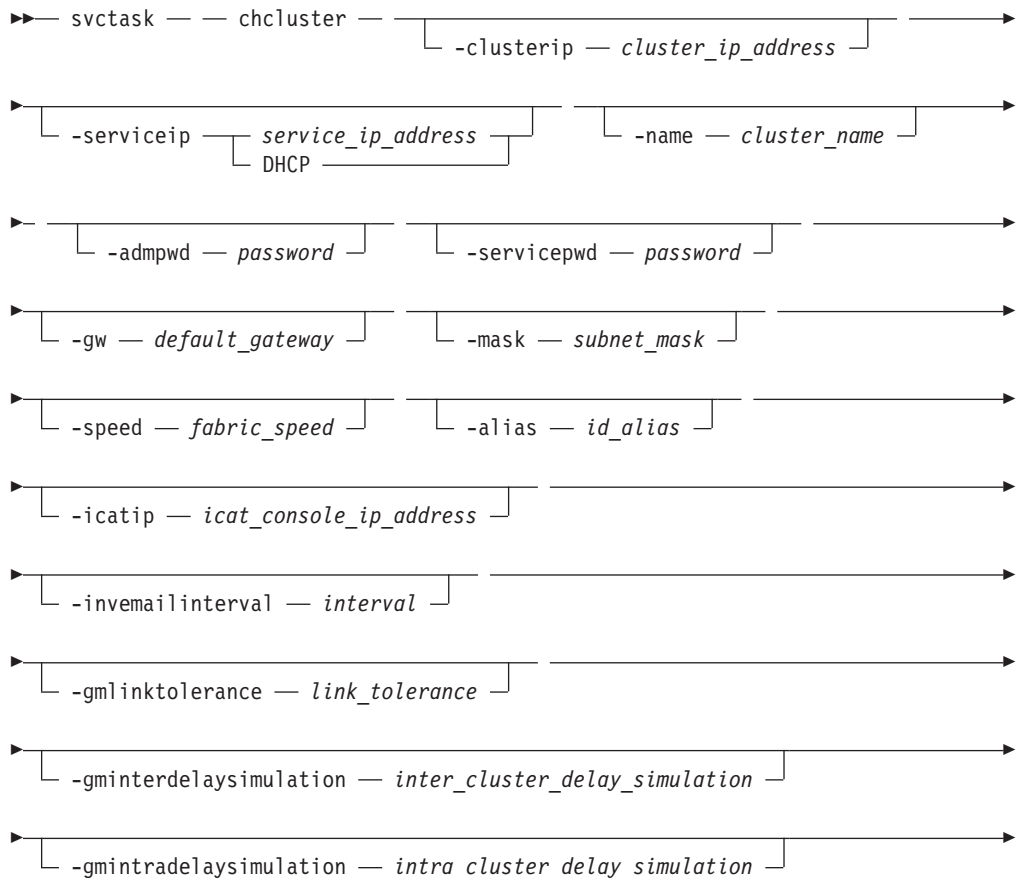 svctask chcluster
-clusterip cluster_ip_address
-serviceip service_ip_address -name cluster_name
DHCP
-admpwd password -servicepwd password
-gw default_gateway -mask subnet_mask
-speed fabric_speed -alias id_alias
-icatip icat_console_ip_address
-invemailinterval interval
-gmlinktolerance link_tolerance
-gminterdelaysimulation inter_cluster_delay_simulation
-gmintradelaysimulation intra cluster delay simulation